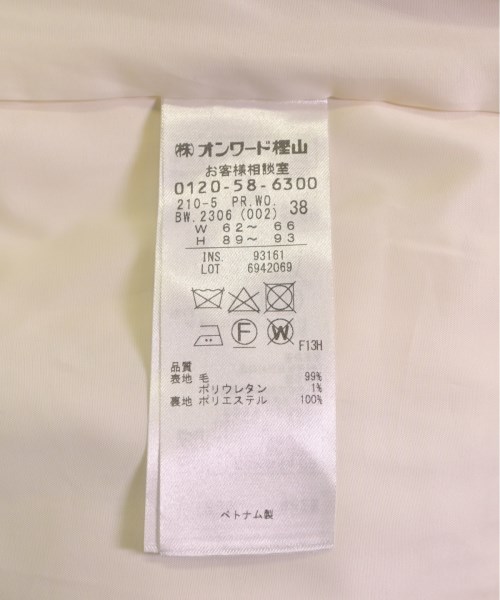 ㈱オンワード樫山
お客様相談室
0120-58-6300
210-5 PR.WO.
BW.2306 (002) 38
W 62～ 66
H 89～ 93
INS. 93161
LOT 6942069
F W F13H
品質
表地 毛 99%
ポリウレタン 1%
裏地 ポリエステル 100%
ベトナム製